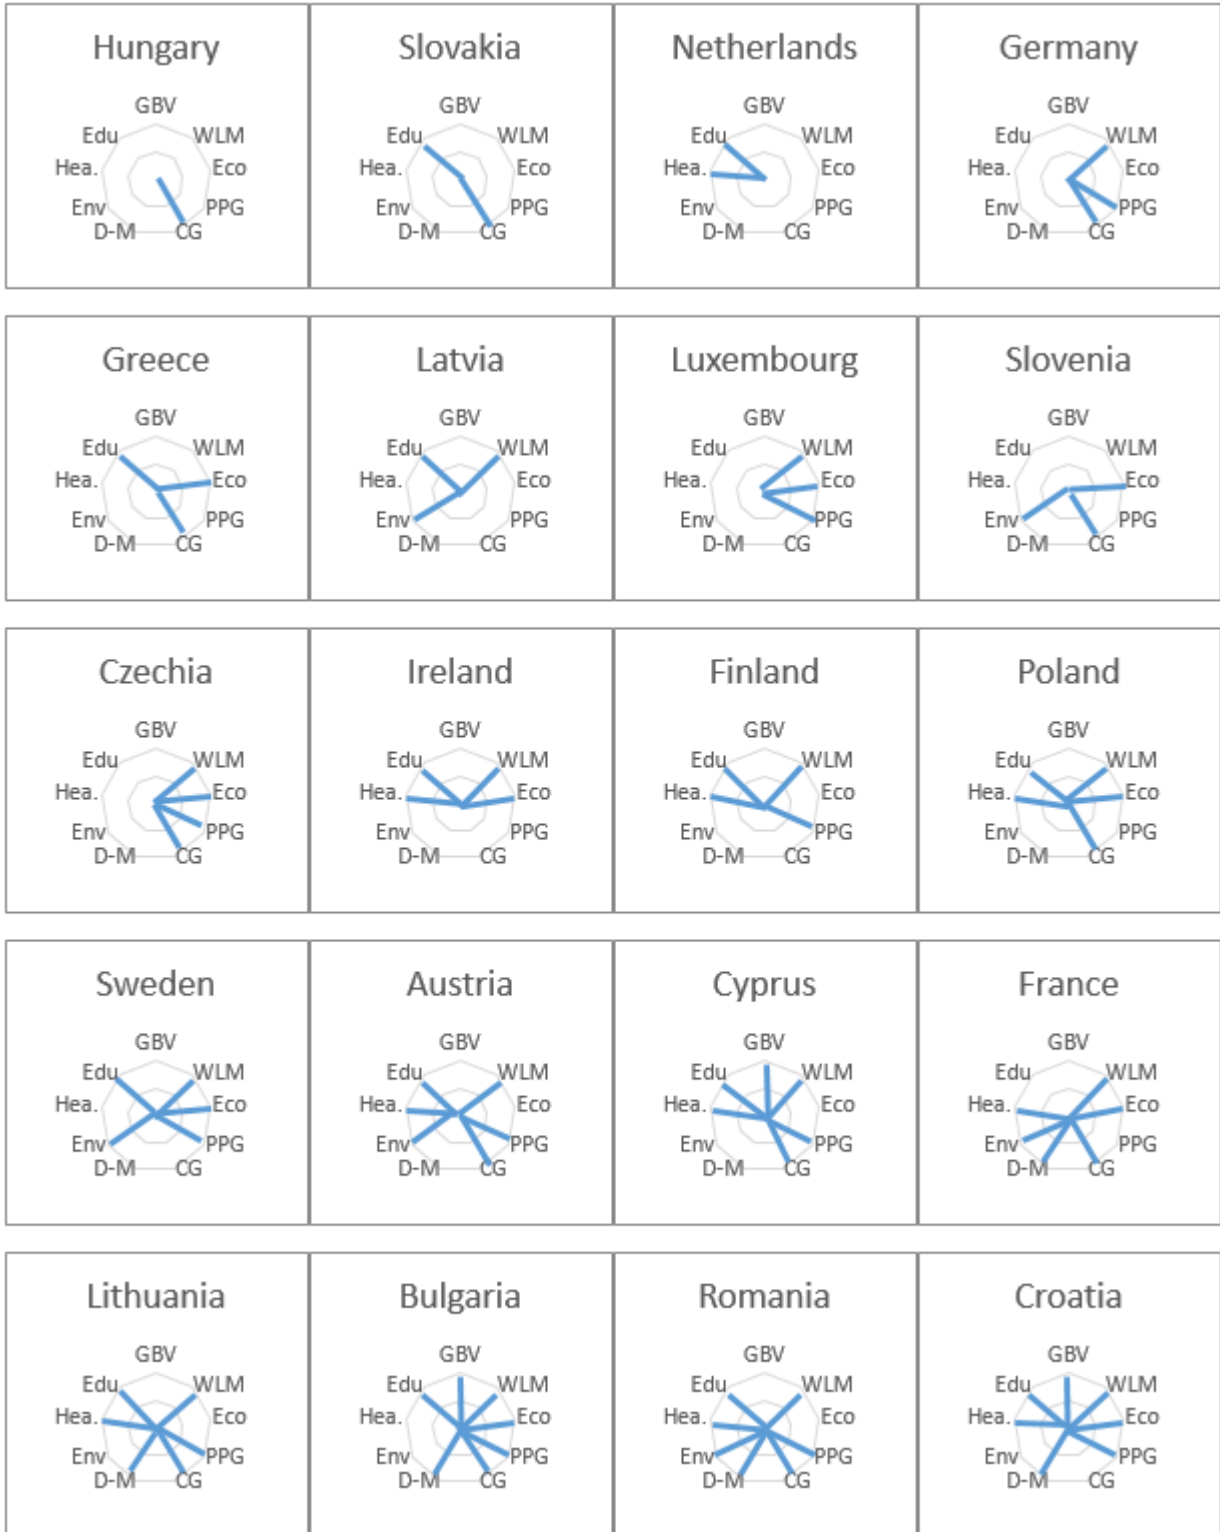 Hungary Slovakia Netherlands Germany
GBV GBV GBV GBV
Edu WLM Edu WLM Edu WLM Edu WLM
Hea. Eco Hea. Eco Hea. Eco Hea. Eco
Env PPG Env PPG Env PPG Env PPG
D-M CG D-M CG D-M CG D-M CG
Greece Latvia Luxembourg Slovenia
GBV GBV GBV GBV
Edu WLM Edu WLM Edu WLM Edu WLM
Hea. Eco Hea. Eco Hea. Eco Hea. Eco
Env PPG Env PPG Env PPG Env PPG
D-M CG D-M CG D-M CG D-M CG
Czechia Ireland Finland Poland
GBV GBV GBV GBV
Edu WLM Edu WLM Edu WLM Edu WLM
Hea. Eco Hea. Eco Hea. Eco Hea. Eco
Env PPG Env PPG Env PPG Env PPG
D-M CG D-M CG D-M CG D-M CG
Sweden Austria Cyprus France
GBV GBV GBV GBV
Edu WLM Edu WLM Edu WLM Edu WLM
Hea. Eco Hea. Eco Hea. Eco Hea. Eco
Env PPG Env PPG Env PPG Env PPG
D-M CG D-M CG D-M CG D-M CG
Lithuania Bulgaria Romania Croatia
GBV GBV GBV GBV
Edu WLM Edu WLM Edu WLM Edu WLM
Hea. Eco Hea. Eco Hea. Eco Hea. Eco
Env PPG Env PPG Env PPG Env PPG
D-M CG D-M CG D-M CG D-M CG